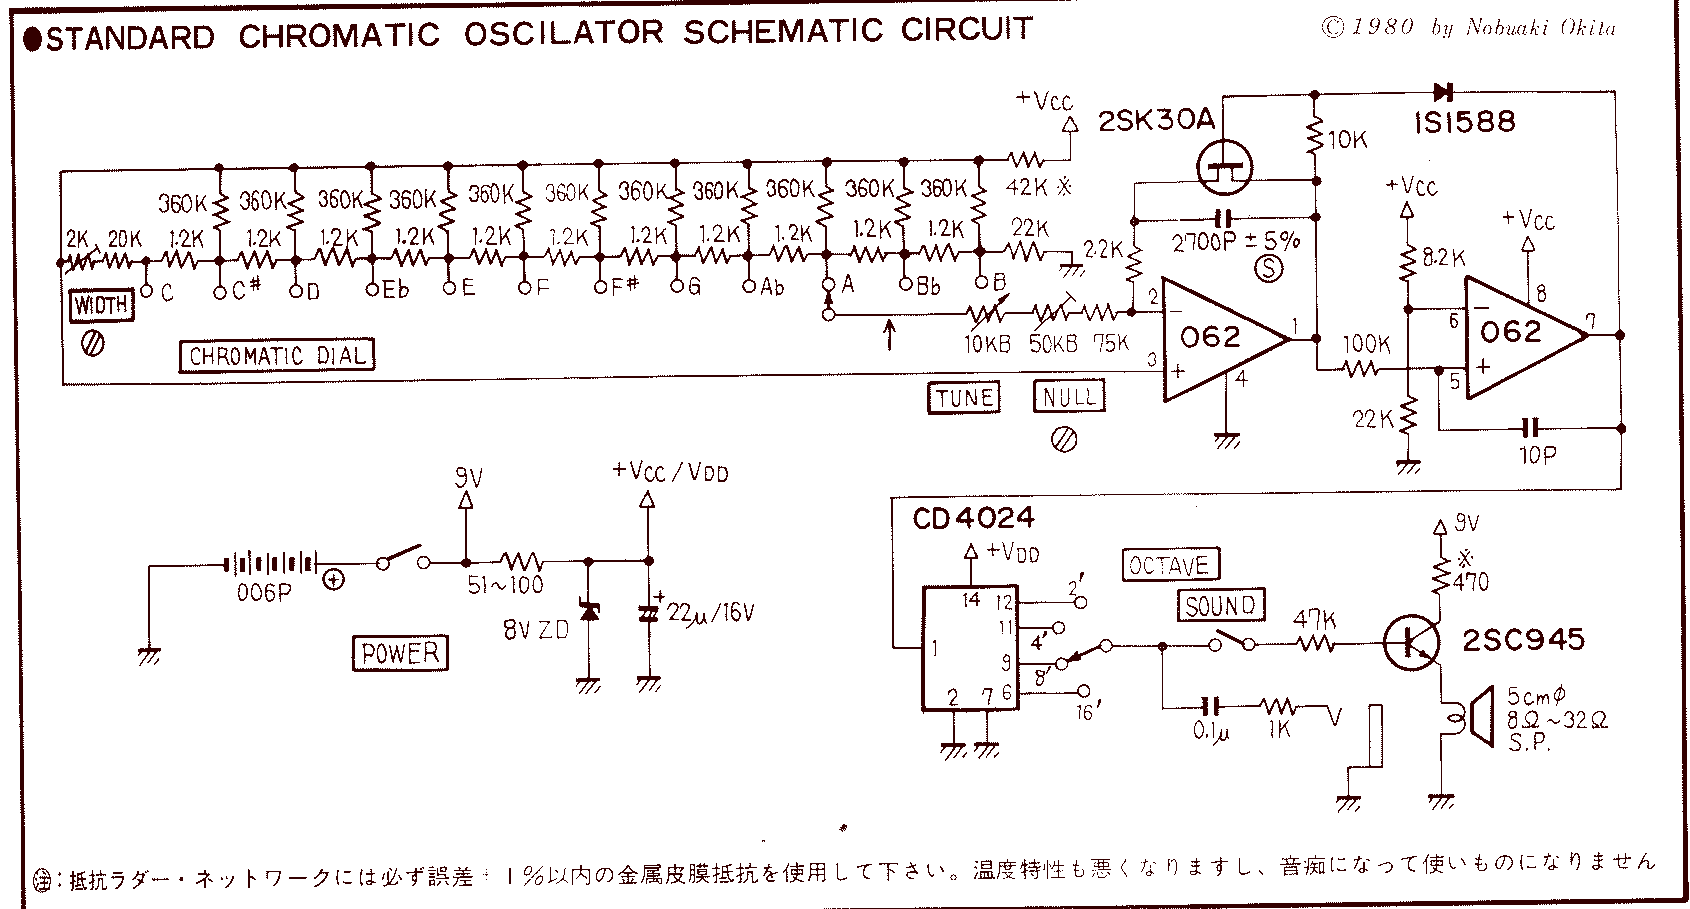 ●STANDARD CHROMATIC OSCILATOR SCHEMATIC CIRCUIT
©1980 by Nobuaki Okita
+Vcc
2SK30A
1S1588
10K
42K ※
360K 360K 360K 360K 360K 360K 360K 360K 360K 360K 360K
2K 20K 1.2K 1.2K 1.2K 1.2K 1.2K 1.2K 1.2K 1.2K 1.2K 1.2K 1.2K 22K
2.2K
2700P ± 5%
S
+Vcc
+Vcc
8.2K
C C# D Eb E F F# G Ab A Bb B
WIDTH
CHROMATIC DIAL
10KB 50KB 75K
TUNE
NULL
2
3
-
+
062
1
4
100K
6
5
-
+
062
8
7
22K
10P
9V
+Vcc/VDD
006P
+
51~100
8V ZD
+
22μ/16V
POWER
CD4024
+VDD
14
1
12
11
9
6
2 7
2'
4'
8'
16'
OCTAVE
SOUND
47K
0.1μ
1K
9V
※
470
2SC945
5cmφ
8Ω~32Ω
S.P.
㊟:抵抗ラダー・ネットワークには必ず誤差±1%以内の金属皮膜抵抗を使用して下さい。温度特性も悪くなりますし、音痴になって使いものになりません